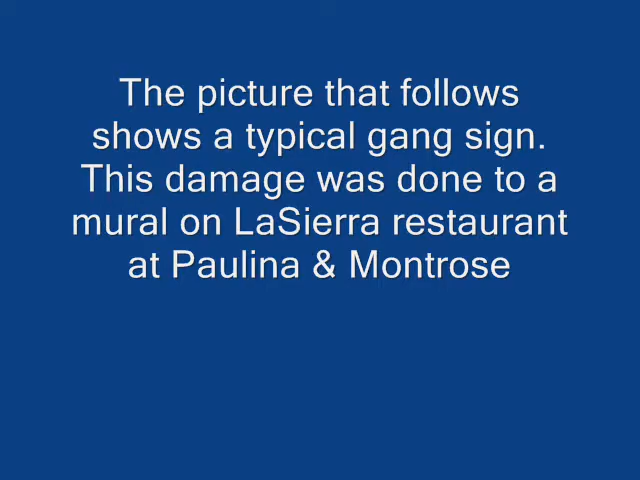 The picture that follows
shows a typical gang sign.
This damage was done to a
mural on LaSierra restaurant
at Paulina & Montrose